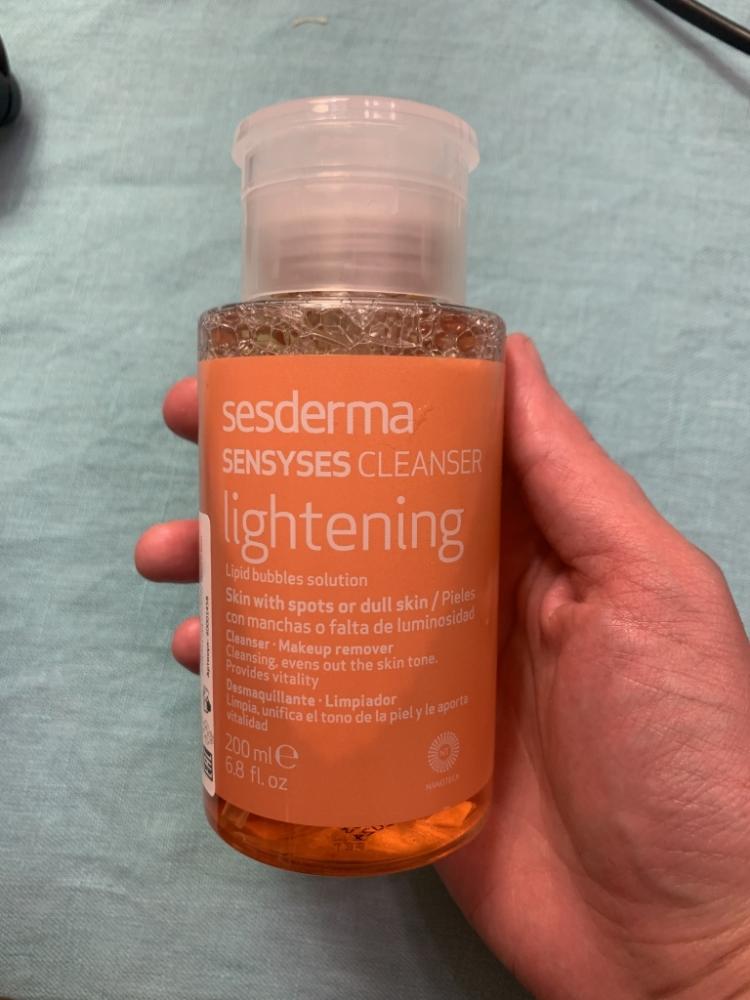 sesderma
SENSYSES CLEANSER
lightening
Lipid bubbles solution
Skin with spots or dull skin / Pieles
con manchas o falta de luminosidad
Cleanser · Makeup remover
Cleansing, evens out the skin tone.
Provides vitality
Desmaquillante · Limpiador
Limpia, unifica el tono de la piel y le aporta
vitalidad
200 ml e
6.8 fl. oz
NANOTECH